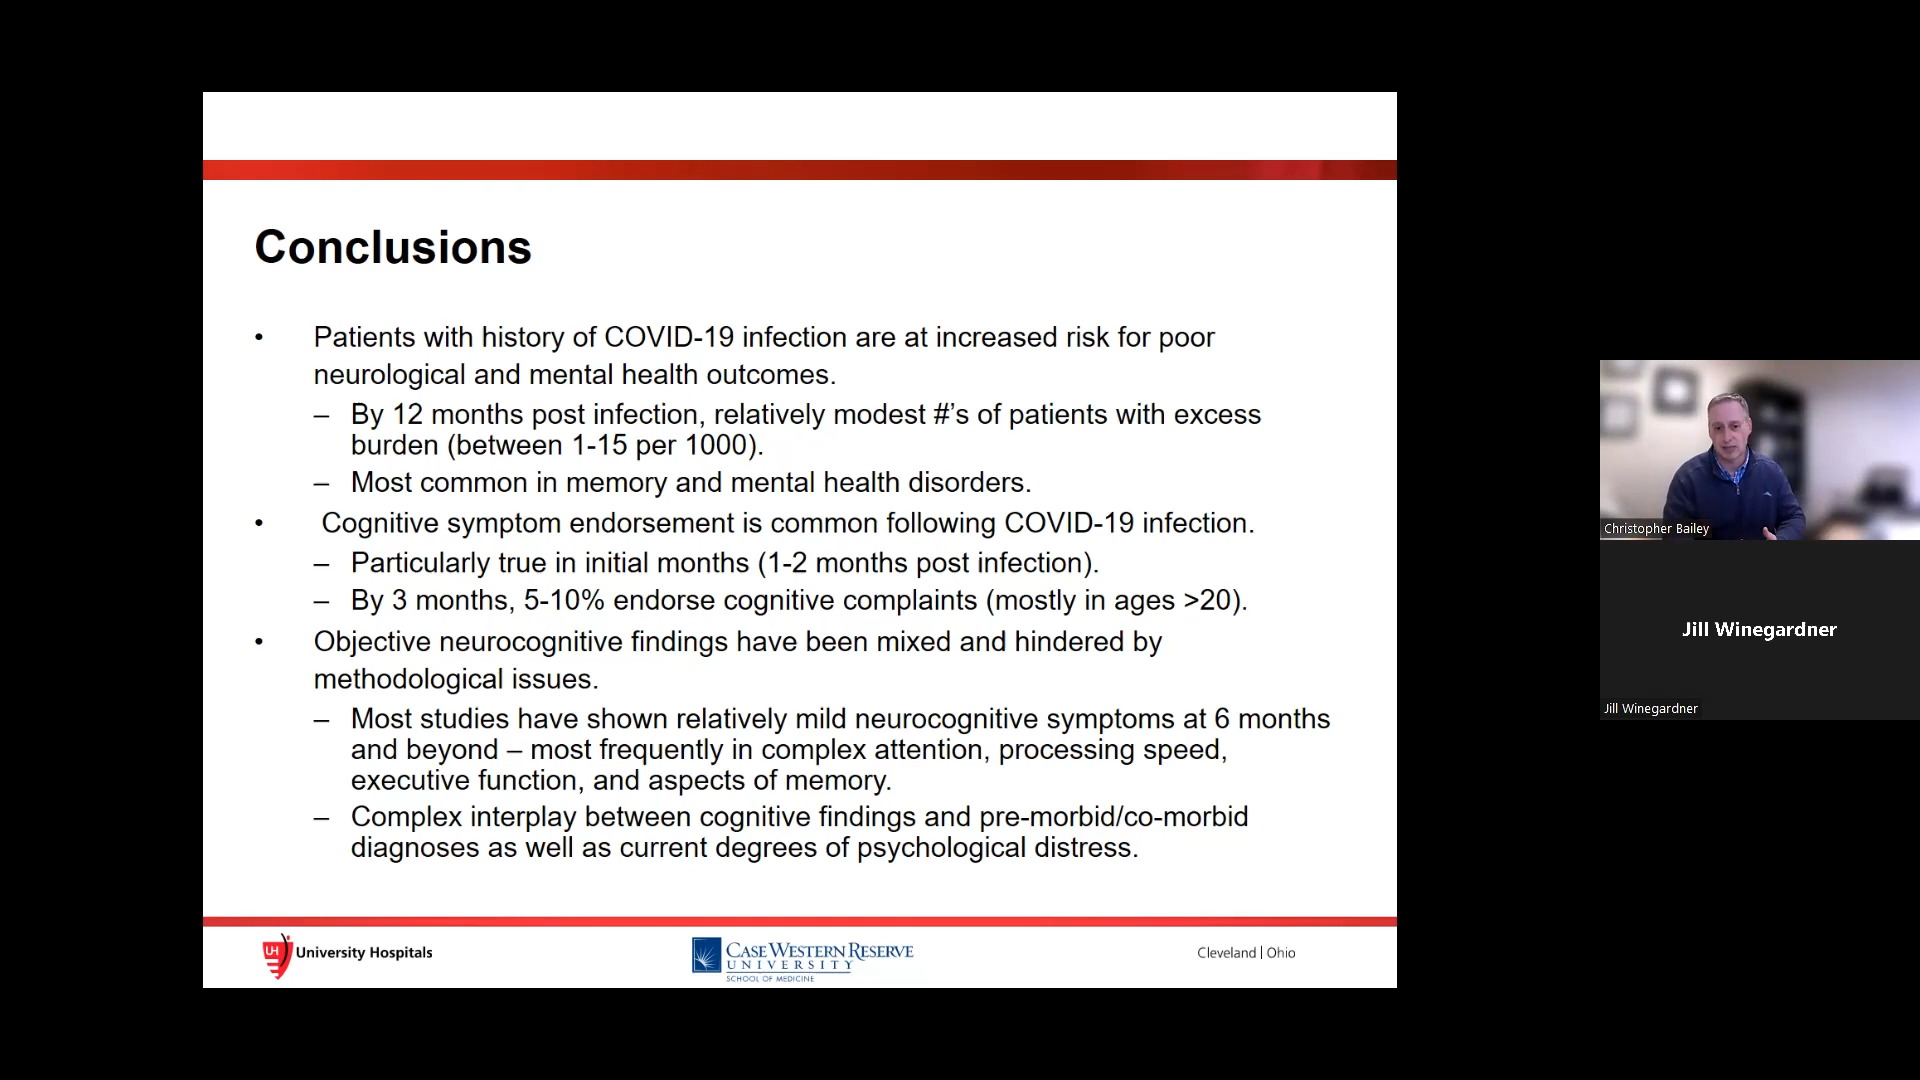 Conclusions
• Patients with history of COVID-19 infection are at increased risk for poor
neurological and mental health outcomes.
– By 12 months post infection, relatively modest #’s of patients with excess
burden (between 1-15 per 1000).
– Most common in memory and mental health disorders.
• Cognitive symptom endorsement is common following COVID-19 infection.
– Particularly true in initial months (1-2 months post infection).
– By 3 months, 5-10% endorse cognitive complaints (mostly in ages >20).
• Objective neurocognitive findings have been mixed and hindered by
methodological issues.
– Most studies have shown relatively mild neurocognitive symptoms at 6 months
and beyond – most frequently in complex attention, processing speed,
executive function, and aspects of memory.
– Complex interplay between cognitive findings and pre-morbid/co-morbid
diagnoses as well as current degrees of psychological distress.
UH University Hospitals
CASE WESTERN RESERVE
UNIVERSITY
SCHOOL OF MEDICINE
Cleveland | Ohio
Christopher Bailey
Jill Winegardner
Jill Winegardner